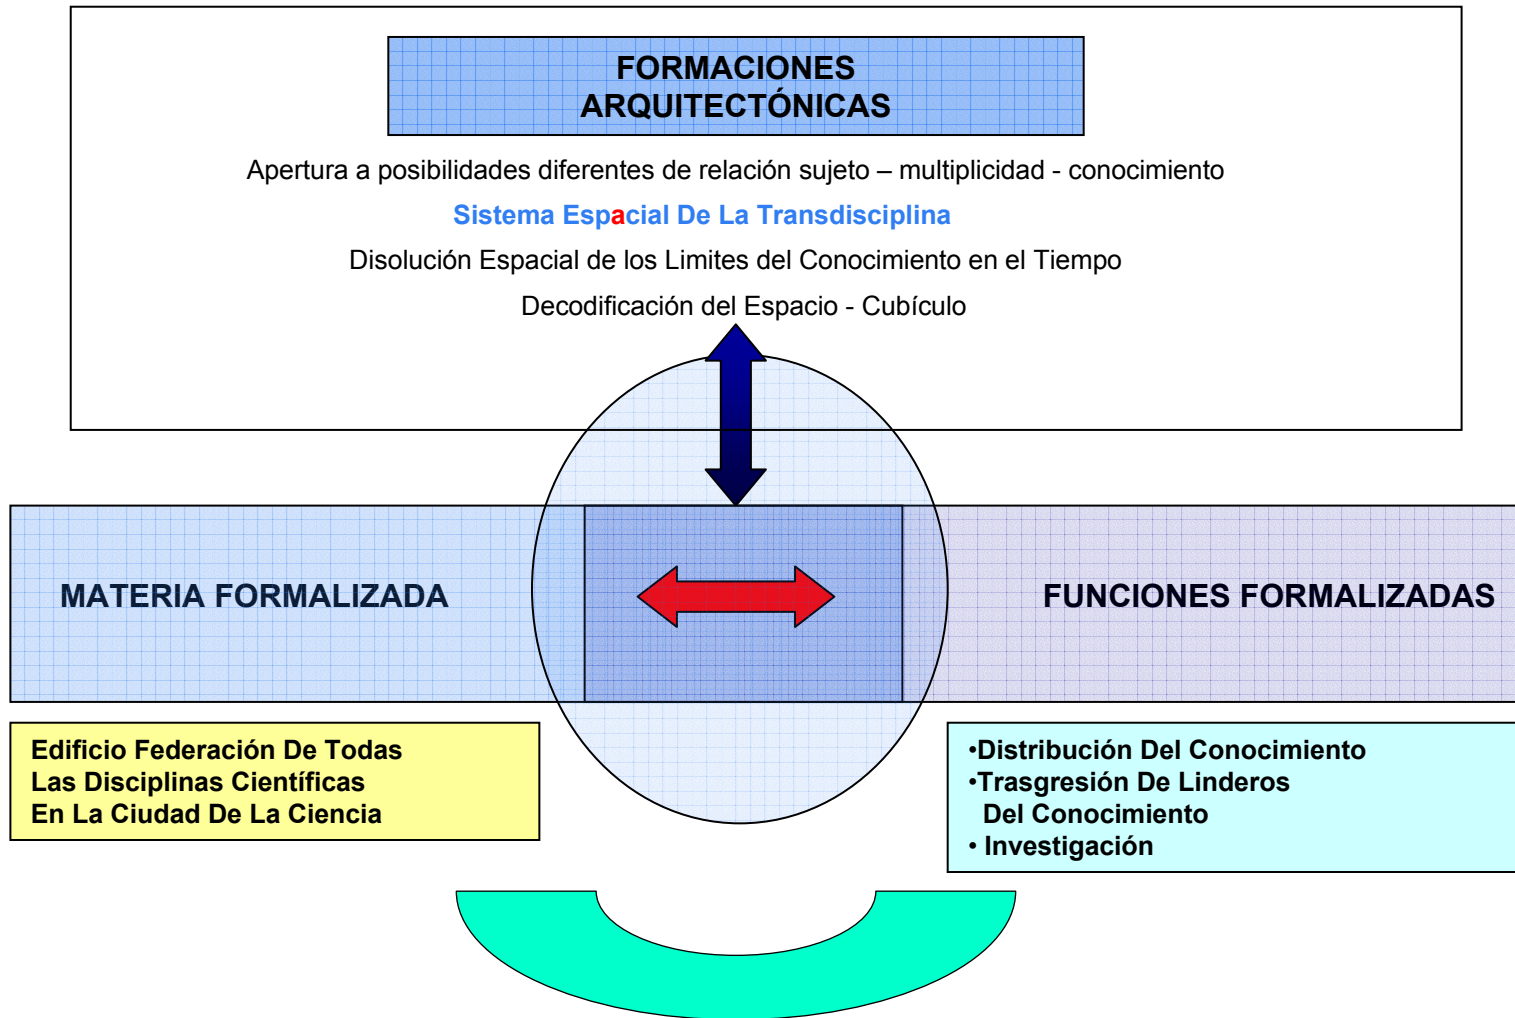 FORMACIONES
ARQUITECTÓNICAS
Apertura a posibilidades diferentes de relación sujeto – multiplicidad - conocimiento
Sistema Espacial De La Transdisciplina
Disolución Espacial de los Limites del Conocimiento en el Tiempo
Decodificación del Espacio - Cubículo
MATERIA FORMALIZADA
FUNCIONES FORMALIZADAS
Edificio Federación De Todas
Las Disciplinas Científicas
En La Ciudad De La Ciencia
•Distribución Del Conocimiento
•Trasgresión De Linderos
Del Conocimiento
• Investigación